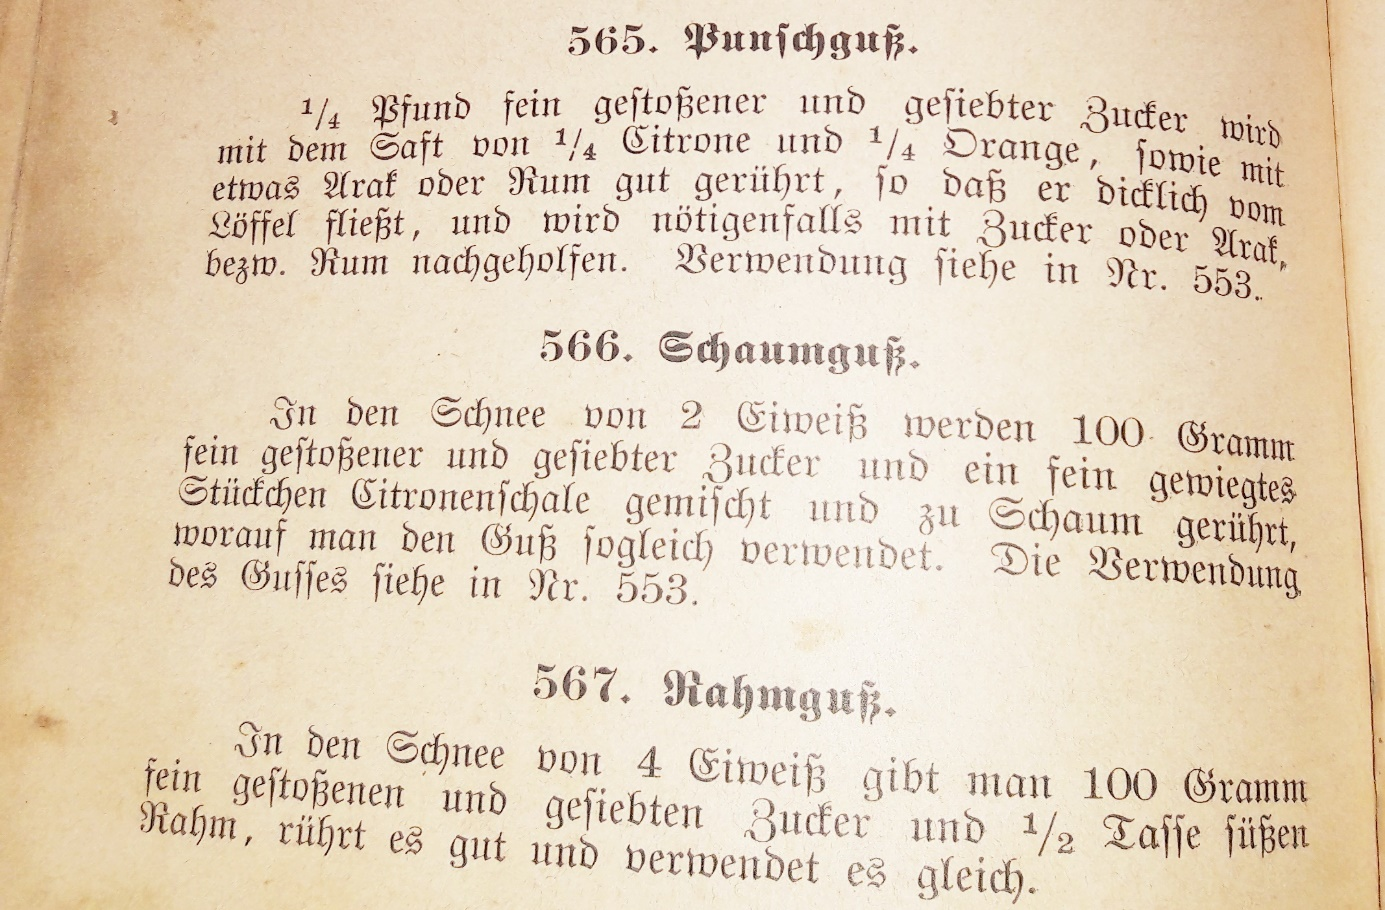 565. Punschguß.
1/4 Pfund fein gestoßener und gesiebter Zucker wird
mit dem Saft von 1/4 Citrone und 1/4 Orange, sowie mit
etwas Arak oder Rum gut gerührt, so daß er dicklich vom
Löffel fließt, und wird nötigenfalls mit Zucker oder Arak,
bezw. Rum nachgeholfen. Verwendung siehe in Nr. 553.
566. Schaumguß.
In den Schnee von 2 Eiweiß werden 100 Gramm
fein gestoßener und gesiebter Zucker und ein fein gewiegtes
Stückchen Citronenschale gemischt und zu Schaum gerührt,
worauf man den Guß sogleich verwendet. Die Verwendung
des Gusses siehe in Nr. 553.
567. Rahmguß.
In den Schnee von 4 Eiweiß gibt man 100 Gramm
fein gestoßenen und gesiebten Zucker und 1/2 Tasse süßen
Rahm, rührt es gut und verwendet es gleich.